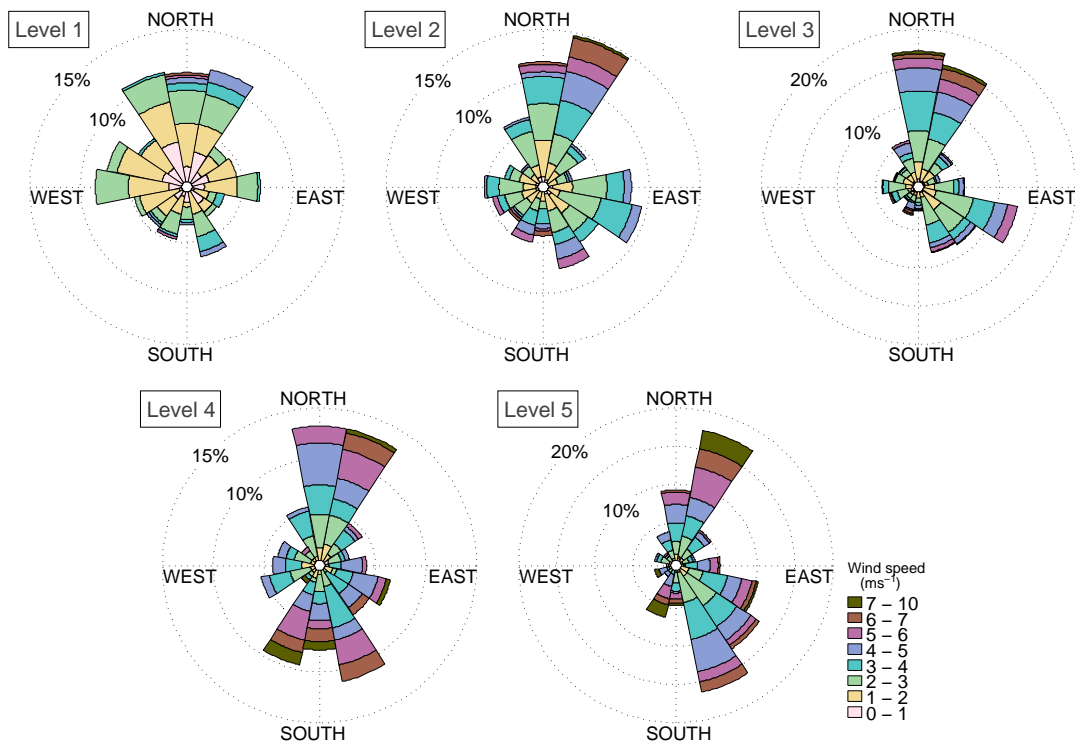 Level 1
NORTH
15%
10%
WEST
EAST
SOUTH
Level 2
NORTH
15%
10%
WEST
EAST
SOUTH
Level 3
NORTH
20%
10%
WEST
EAST
SOUTH
Level 4
NORTH
15%
10%
WEST
EAST
SOUTH
Level 5
NORTH
20%
10%
WEST
EAST
SOUTH
Wind speed
(ms⁻¹)
7 − 10
6 − 7
5 − 6
4 − 5
3 − 4
2 − 3
1 − 2
0 − 1